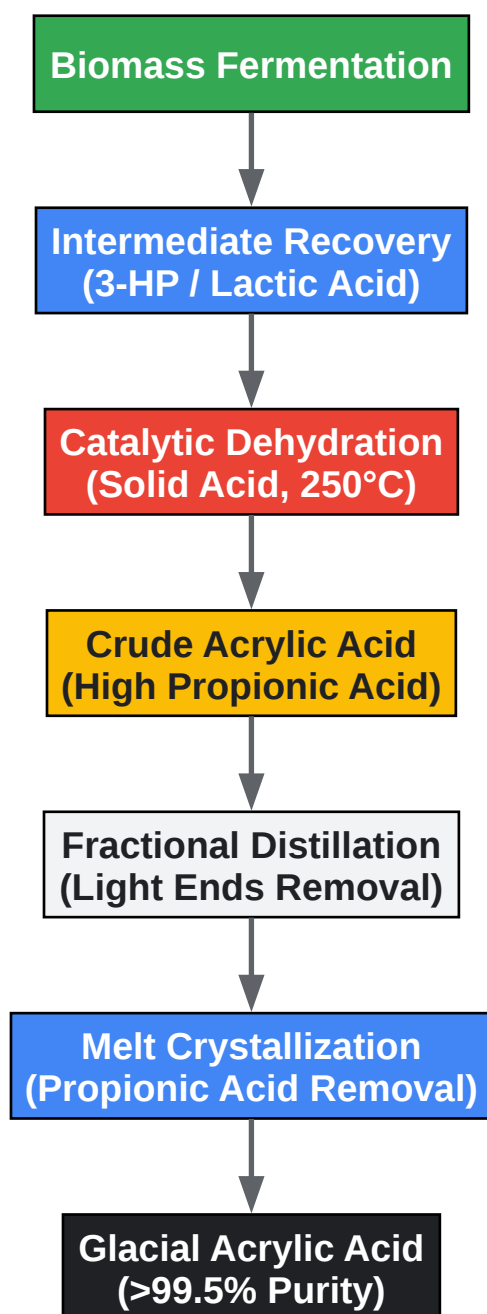 Biomass Fermentation
Intermediate Recovery
(3-HP / Lactic Acid)
Catalytic Dehydration
(Solid Acid, 250°C)
Crude Acrylic Acid
(High Propionic Acid)
Fractional Distillation
(Light Ends Removal)
Melt Crystallization
(Propionic Acid Removal)
Glacial Acrylic Acid
(>99.5% Purity)